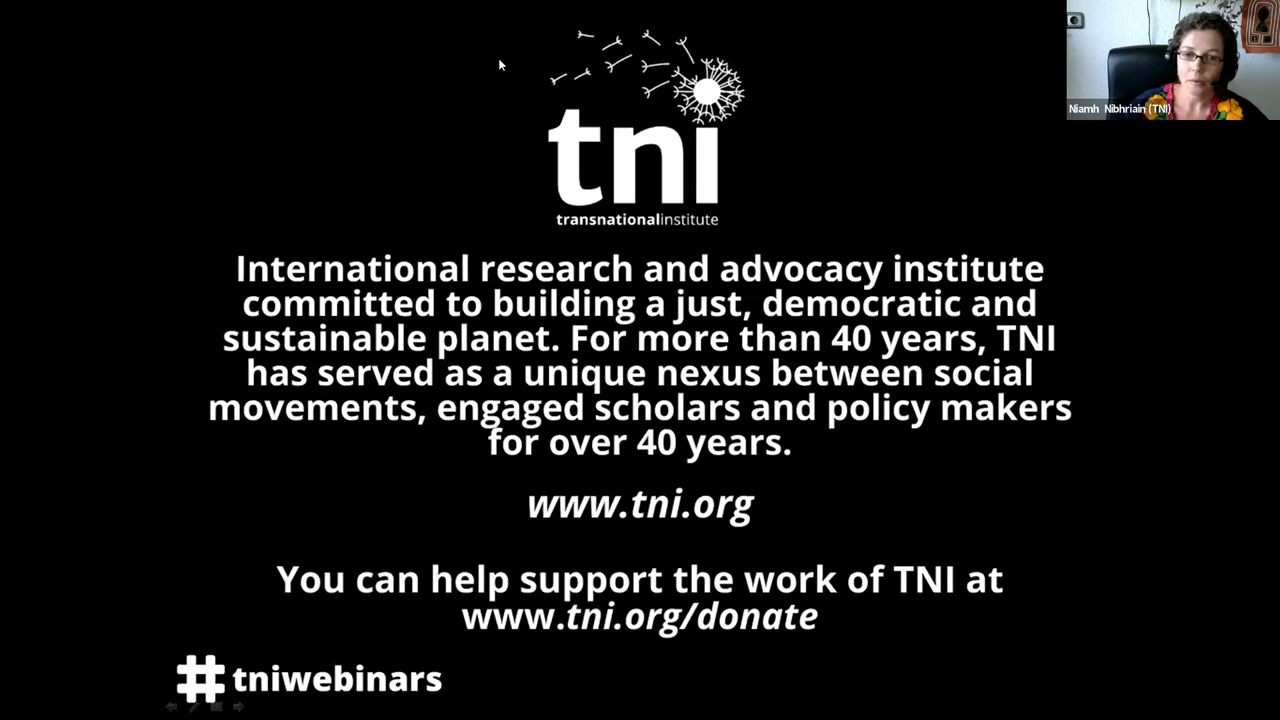 tni
transnationalinstitute
Niamh Nibhriain (TNI)
International research and advocacy institute
committed to building a just, democratic and
sustainable planet. For more than 40 years, TNI
has served as a unique nexus between social
movements, engaged scholars and policy makers
for over 40 years.
www.tni.org
You can help support the work of TNI at
www.tni.org/donate
#tniwebinars